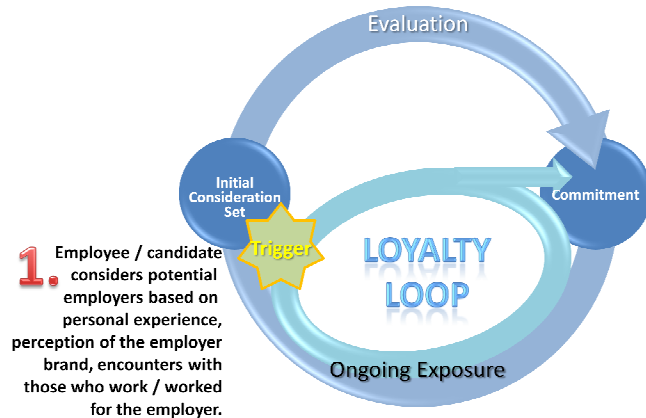 Evaluation
Initial
Consideration
Set
Commitment
Trigger
LOYALTY
LOOP
1. Employee / candidate
considers potential
employers based on
personal experience,
perception of the employer
brand, encounters with
those who work / worked
for the employer.
Ongoing Exposure